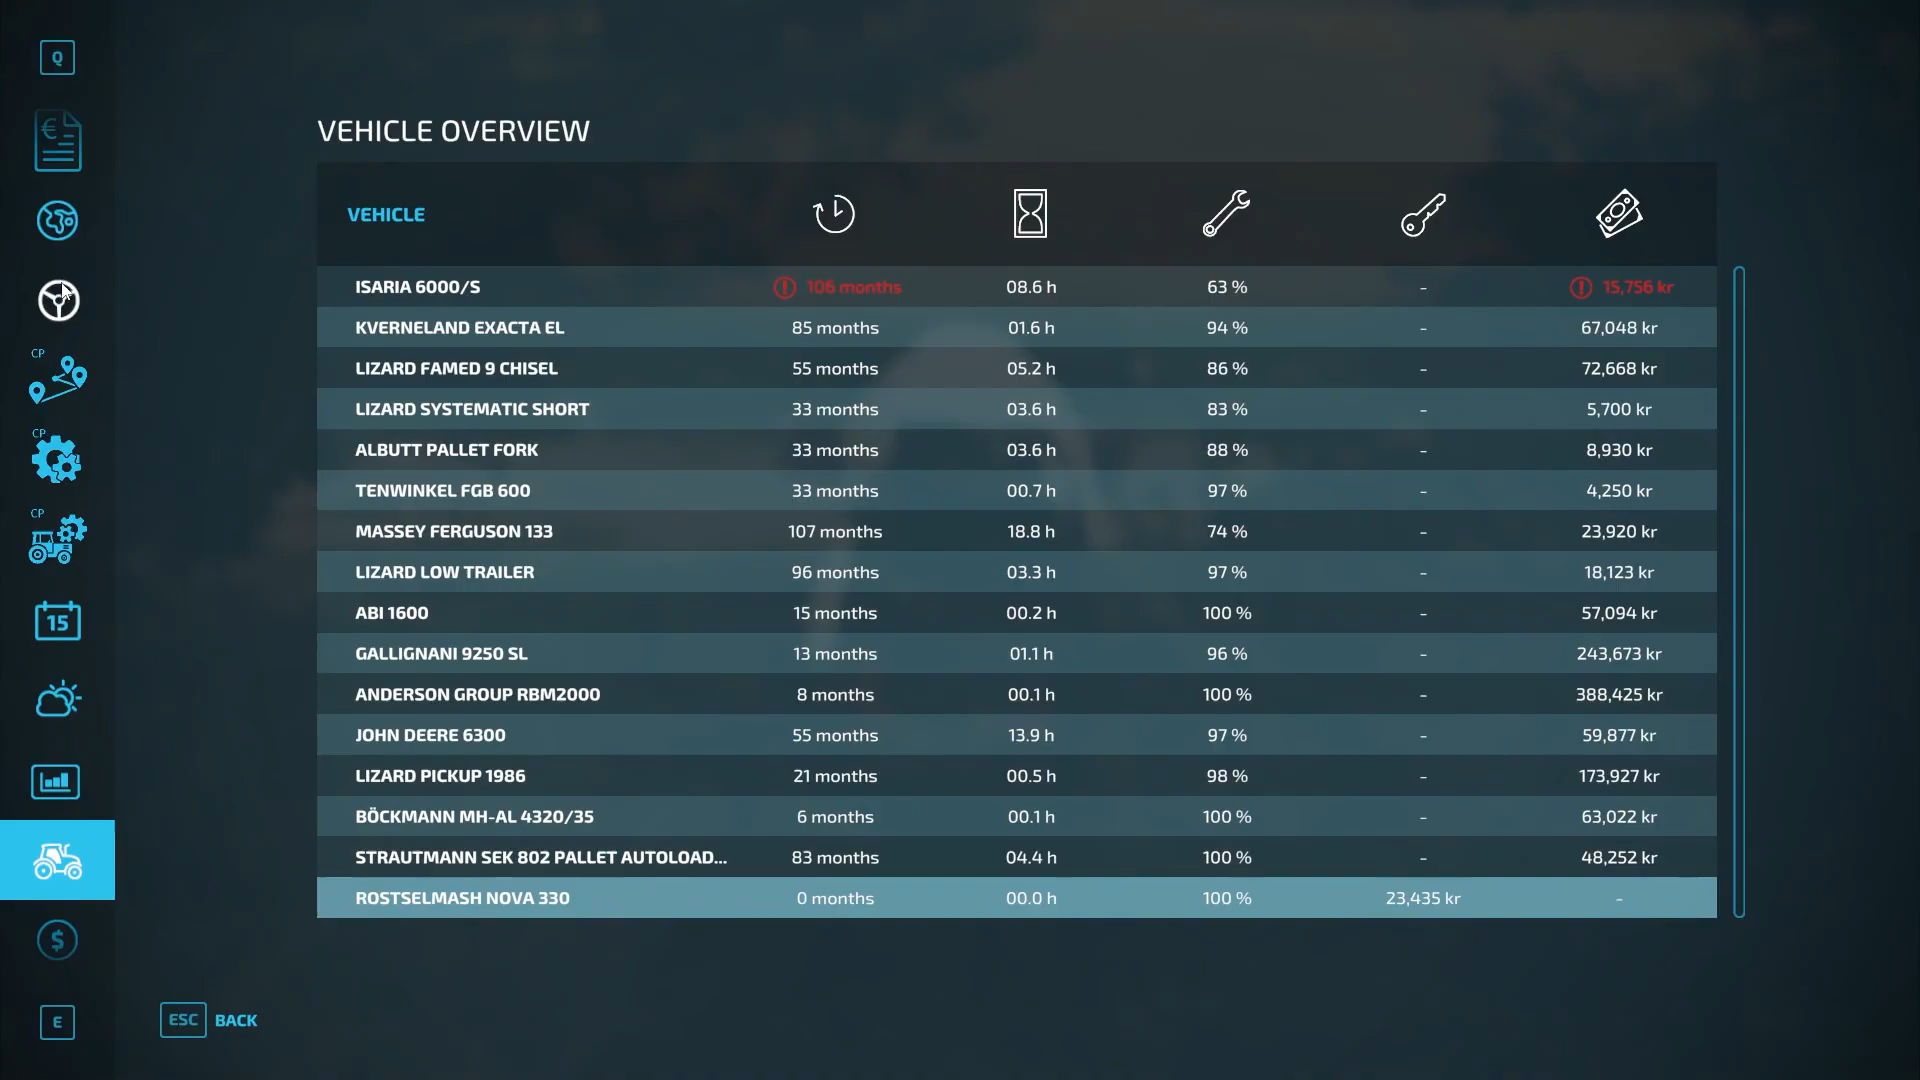 Q
VEHICLE OVERVIEW
VEHICLE
ISARIA 6000/S 106 months 08.6 h 63 % - 15,756 kr
KVERNELAND EXACTA EL 85 months 01.6 h 94 % - 67,048 kr
LIZARD FAMED 9 CHISEL 55 months 05.2 h 86 % - 72,668 kr
LIZARD SYSTEMATIC SHORT 33 months 03.6 h 83 % - 5,700 kr
ALBUTT PALLET FORK 33 months 03.6 h 88 % - 8,930 kr
TENWINKEL FGB 600 33 months 00.7 h 97 % - 4,250 kr
MASSEY FERGUSON 133 107 months 18.8 h 74 % - 23,920 kr
LIZARD LOW TRAILER 96 months 03.3 h 97 % - 18,123 kr
ABI 1600 15 months 00.2 h 100 % - 57,094 kr
GALLIGNANI 9250 SL 13 months 01.1 h 96 % - 243,673 kr
ANDERSON GROUP RBM2000 8 months 00.1 h 100 % - 388,425 kr
JOHN DEERE 6300 55 months 13.9 h 97 % - 59,877 kr
LIZARD PICKUP 1986 21 months 00.5 h 98 % - 173,927 kr
BÖCKMANN MH-AL 4320/35 6 months 00.1 h 100 % - 63,022 kr
STRAUTMANN SEK 802 PALLET AUTOLOAD... 83 months 04.4 h 100 % - 48,252 kr
ROSTSELMASH NOVA 330 0 months 00.0 h 100 % 23,435 kr -
CP
CP
CP
15
E
ESC BACK